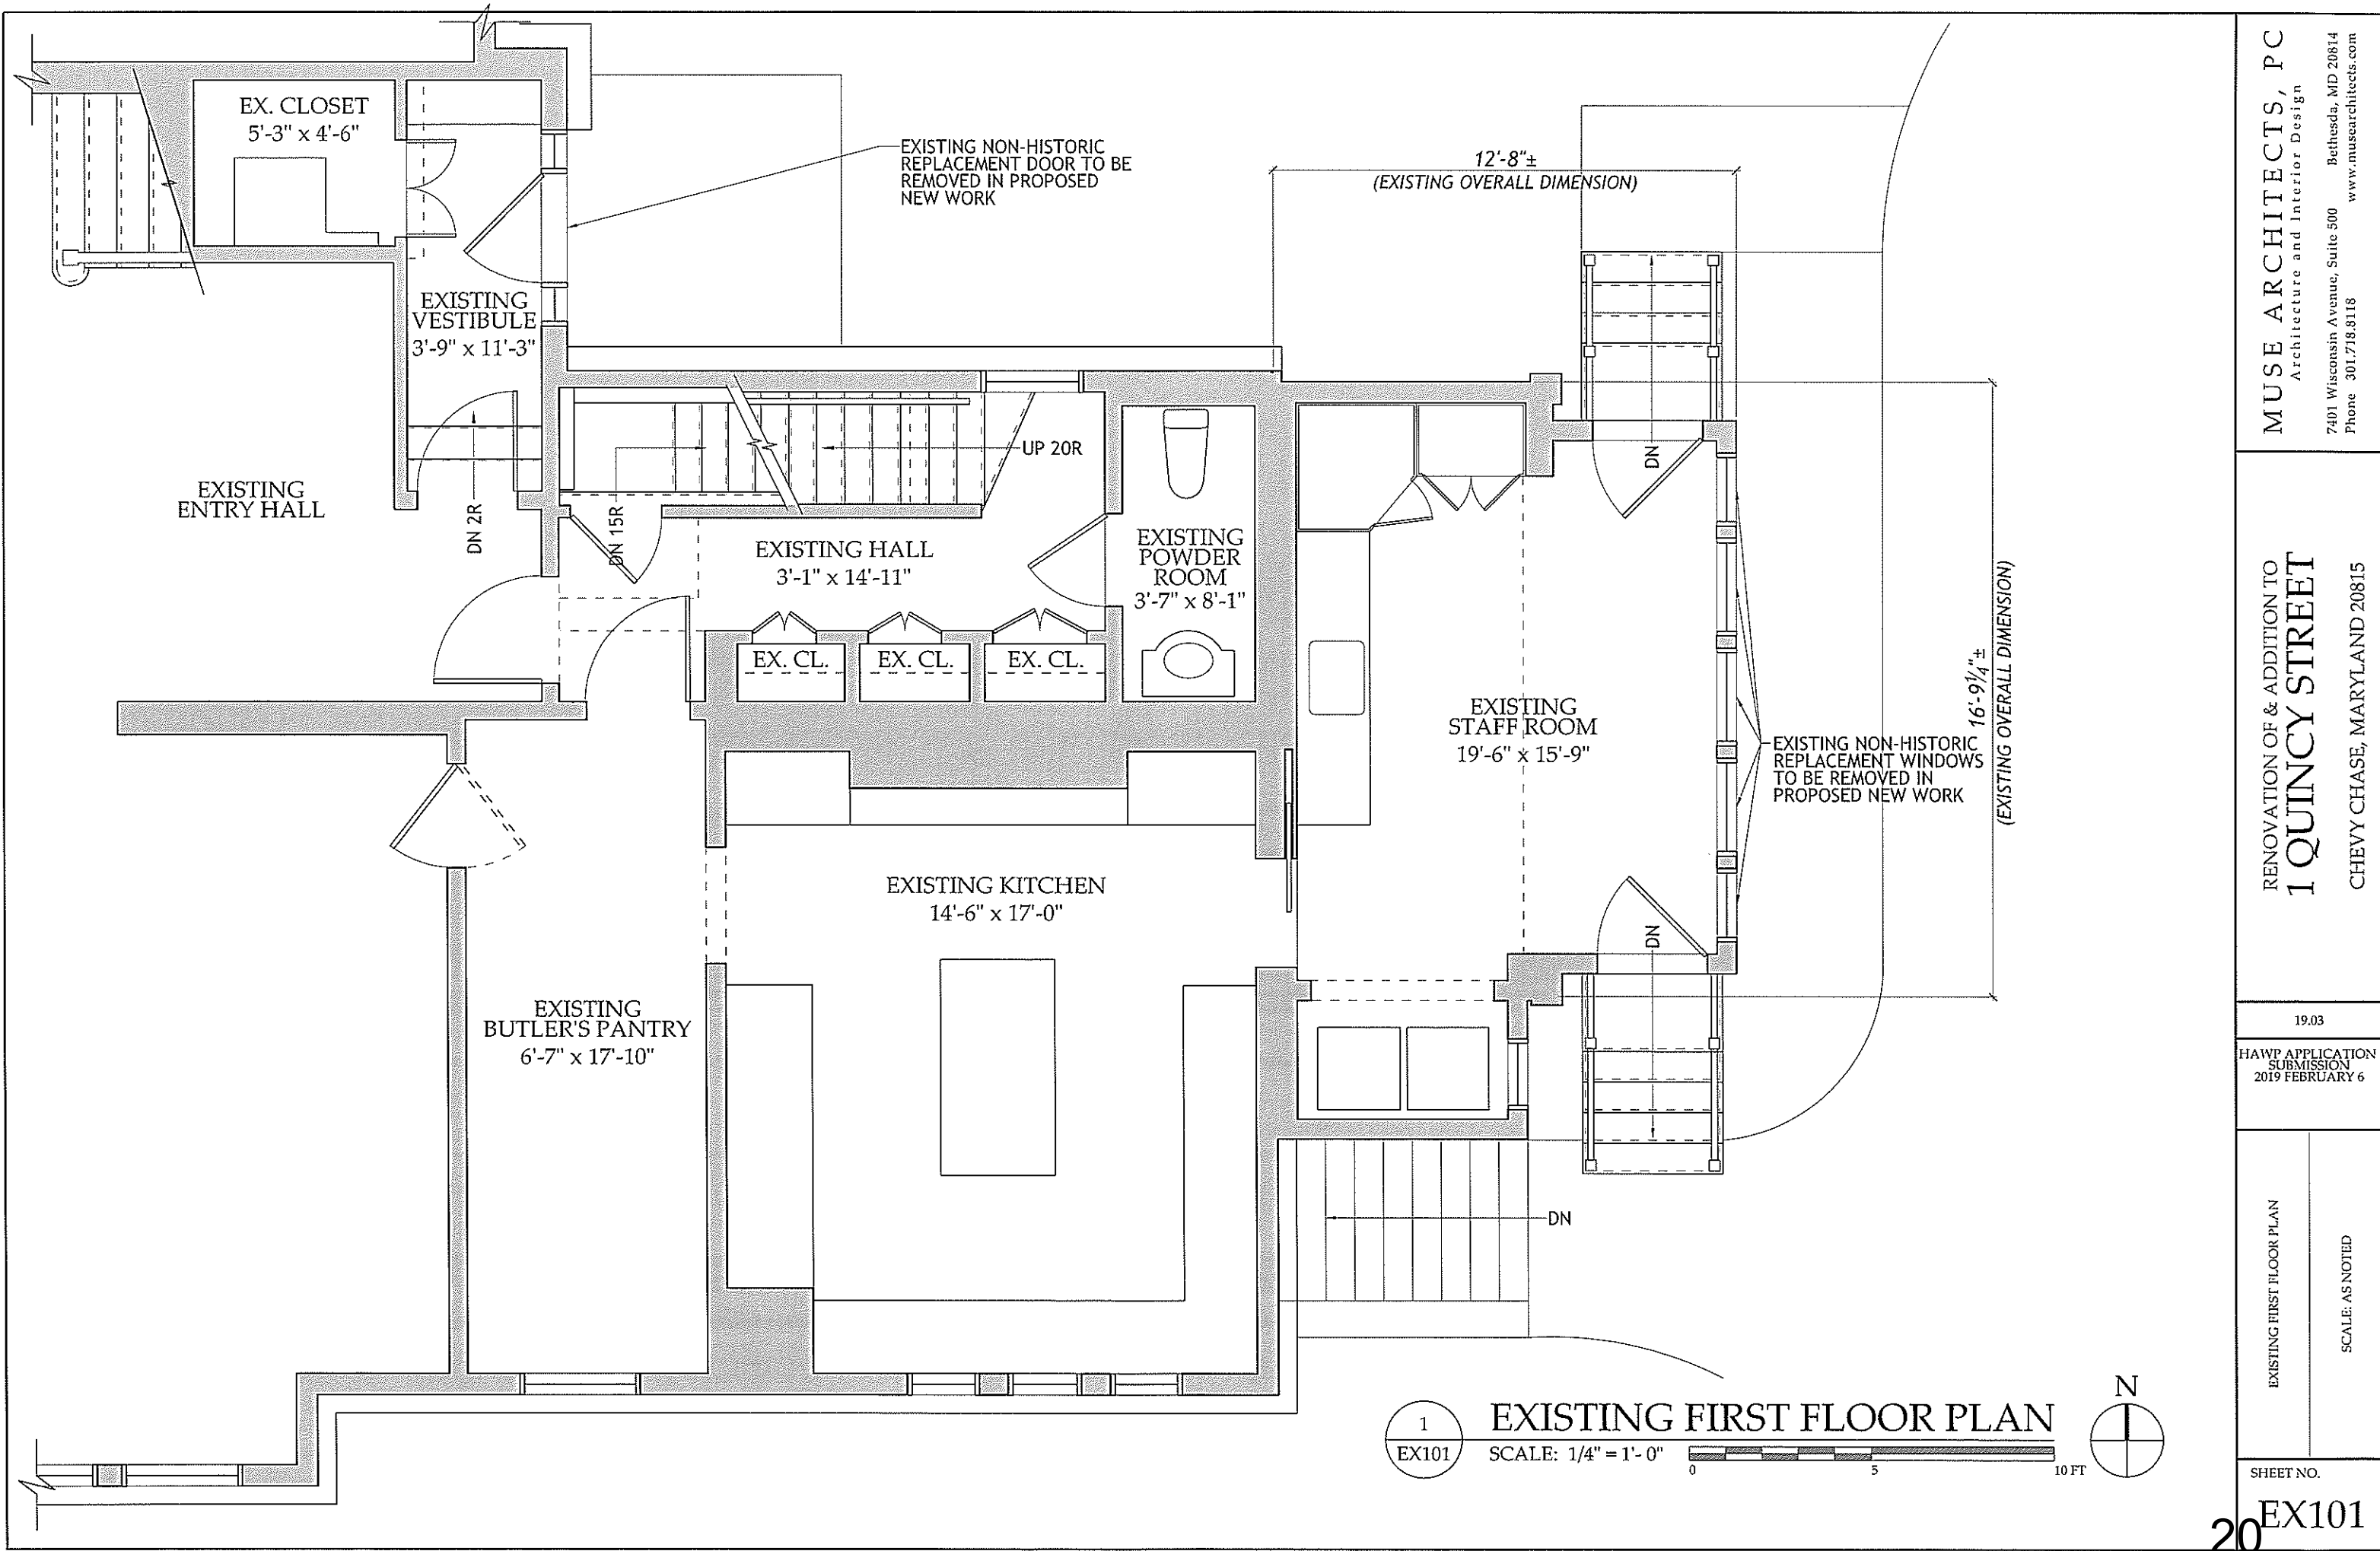 EX. CLOSET
5'-3" x 4'-6"
EXISTING NON-HISTORIC
REPLACEMENT DOOR TO BE
REMOVED IN PROPOSED
NEW WORK
12'-8"±
(EXISTING OVERALL DIMENSION)
EXISTING
VESTIBULE
3'-9" x 11'-3"
EXISTING
ENTRY HALL
DN 2R
DN 15R
UP 20R
DN
EXISTING HALL
3'-1" x 14'-11"
EXISTING
POWDER
ROOM
3'-7" x 8'-1"
EX. CL.
EX. CL.
EX. CL.
EXISTING
STAFF ROOM
19'-6" x 15'-9"
16'-9¼"±
(EXISTING OVERALL DIMENSION)
EXISTING NON-HISTORIC
REPLACEMENT WINDOWS
TO BE REMOVED IN
PROPOSED NEW WORK
EXISTING KITCHEN
14'-6" x 17'-0"
DN
EXISTING
BUTLER'S PANTRY
6'-7" x 17'-10"
DN
1
EX101
EXISTING FIRST FLOOR PLAN
SCALE: 1/4" = 1'- 0"
0
5
10 FT
N
MUSE ARCHITECTS, PC
Architecture and Interior Design
7401 Wisconsin Avenue, Suite 500 Bethesda, MD 20814
Phone 301.718.8118 www.musearchitects.com
RENOVATION OF & ADDITION TO
1 QUINCY STREET
CHEVY CHASE, MARYLAND 20815
19.03
HAWP APPLICATION
SUBMISSION
2019 FEBRUARY 6
EXISTING FIRST FLOOR PLAN
SCALE: AS NOTED
SHEET NO.
EX101
20